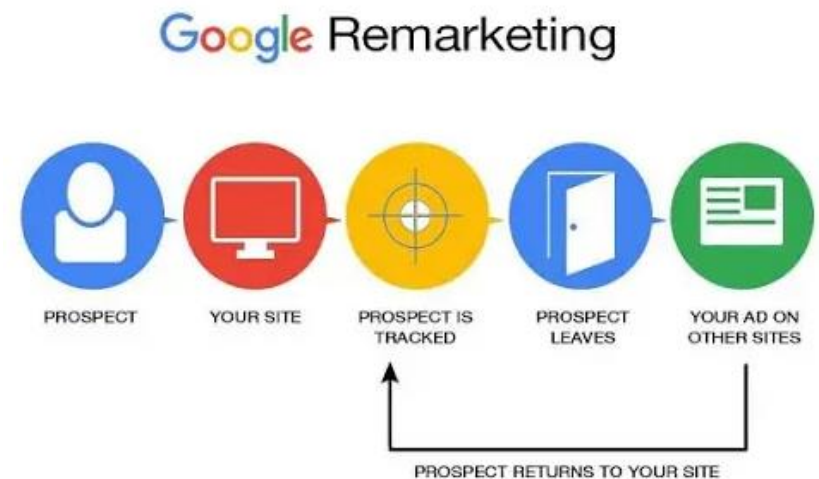 Google Remarketing
PROSPECT
YOUR SITE
PROSPECT IS
TRACKED
PROSPECT
LEAVES
YOUR AD ON
OTHER SITES
PROSPECT RETURNS TO YOUR SITE